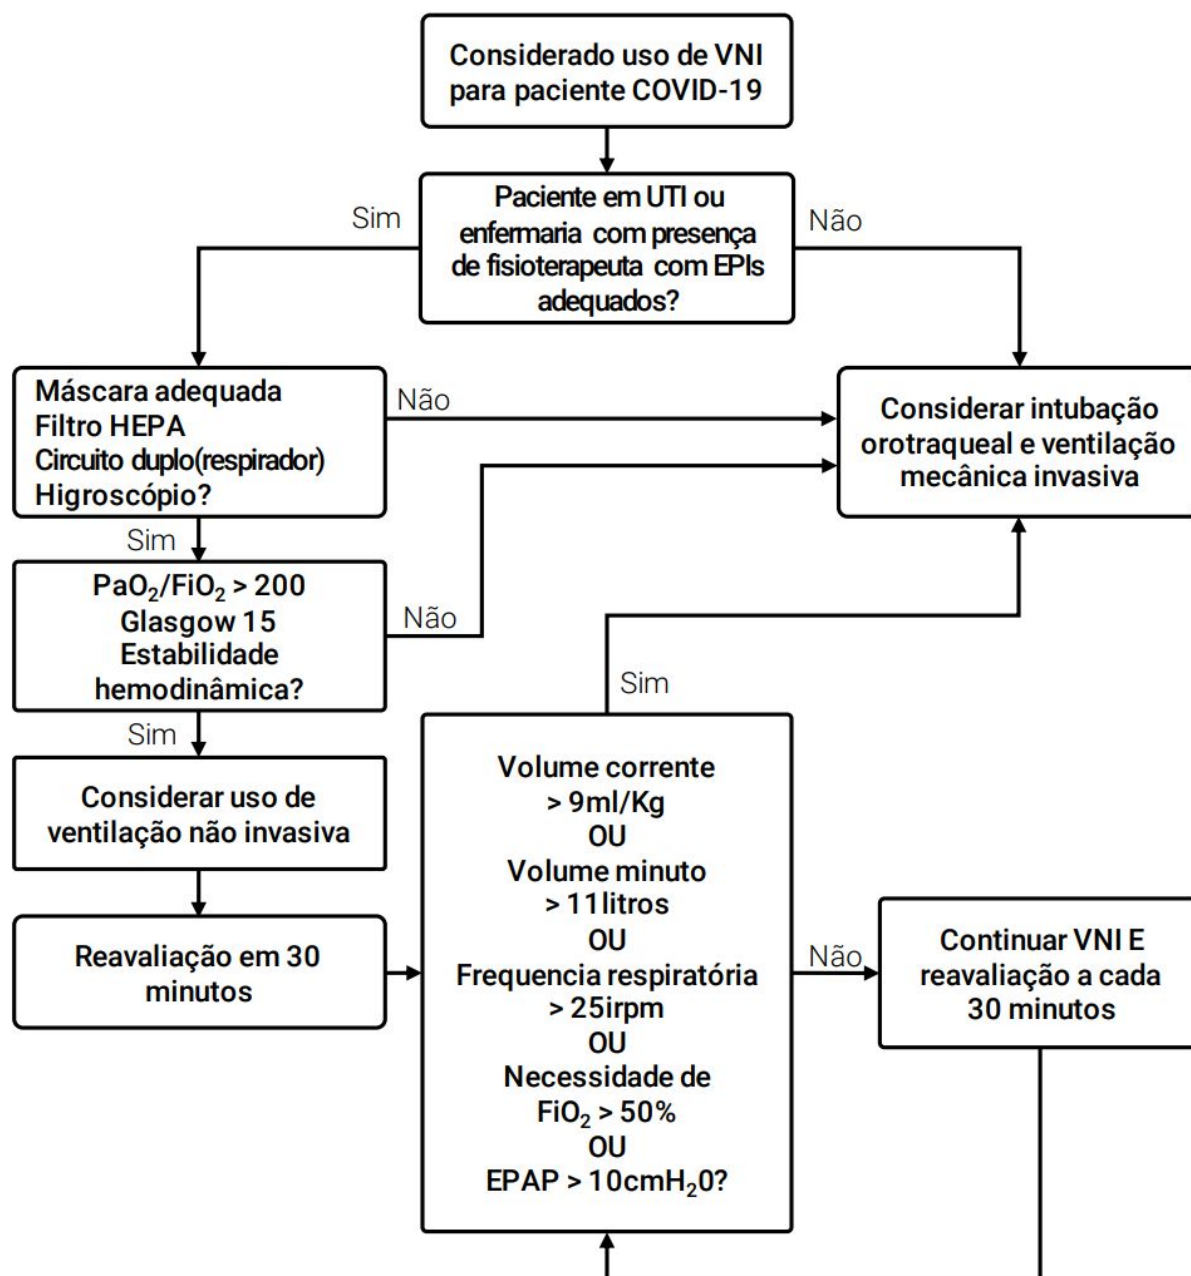 Considerado uso de VNI
para paciente COVID-19
Sim
Paciente em UTI ou
enfermaria com presença
de fisioterapeuta com EPIs
adequados?
Não
Máscara adequada
Filtro HEPA
Circuito duplo(respirador)
Higroscópio?
Não
Considerar intubação
orotraqueal e ventilação
mecânica invasiva
Sim
PaO₂/FiO₂ > 200
Glasgow 15
Estabilidade
hemodinâmica?
Não
Sim
Sim
Considerar uso de
ventilação não invasiva
Reavaliação em 30
minutos
Volume corrente
> 9ml/Kg
OU
Volume minuto
> 11litros
OU
Frequencia respiratória
> 25irpm
OU
Necessidade de
FiO₂ > 50%
OU
EPAP > 10cmH₂0?
Não
Continuar VNI E
reavaliação a cada
30 minutos